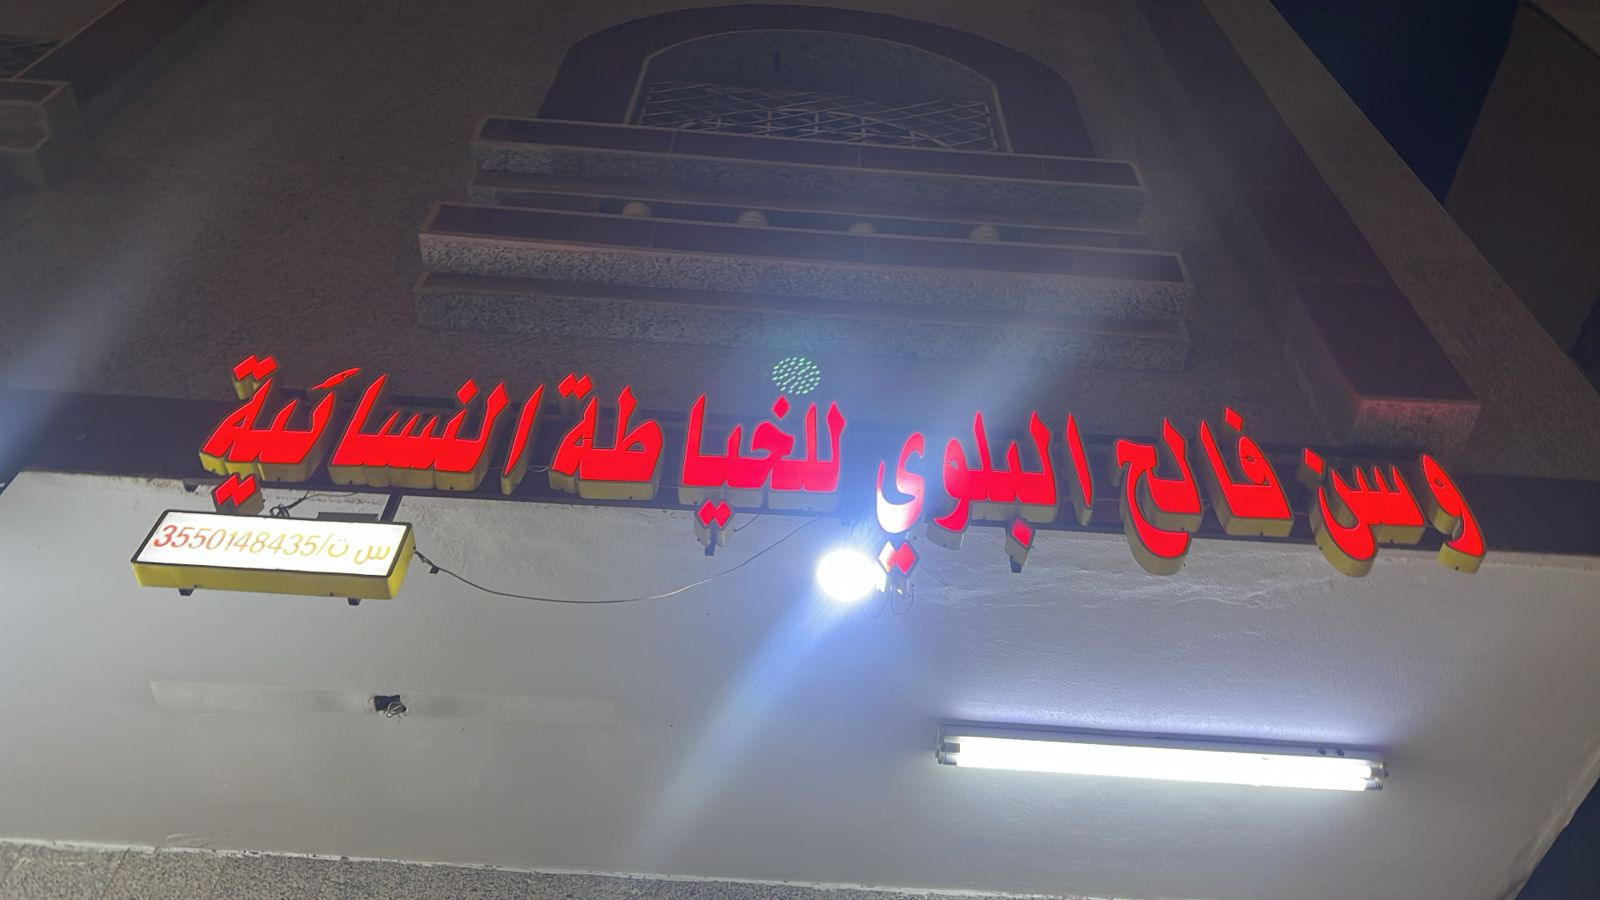 وسن فالح البلوي للخياطة النسائية
س ت/3550148435